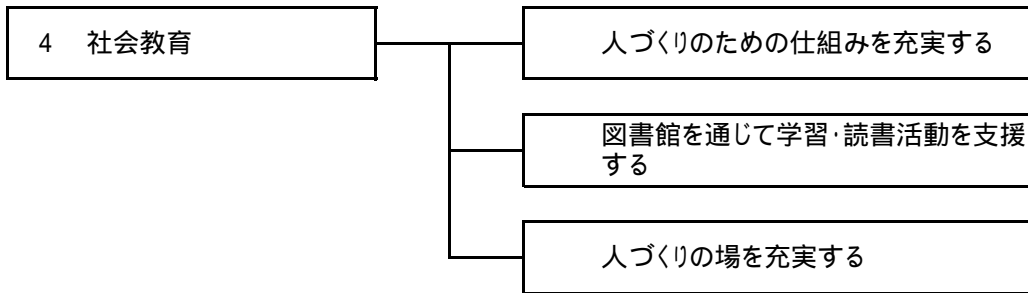 4　社会教育
人づくりのための仕組みを充実する
図書館を通じて学習・読書活動を支援
する
人づくりの場を充実する